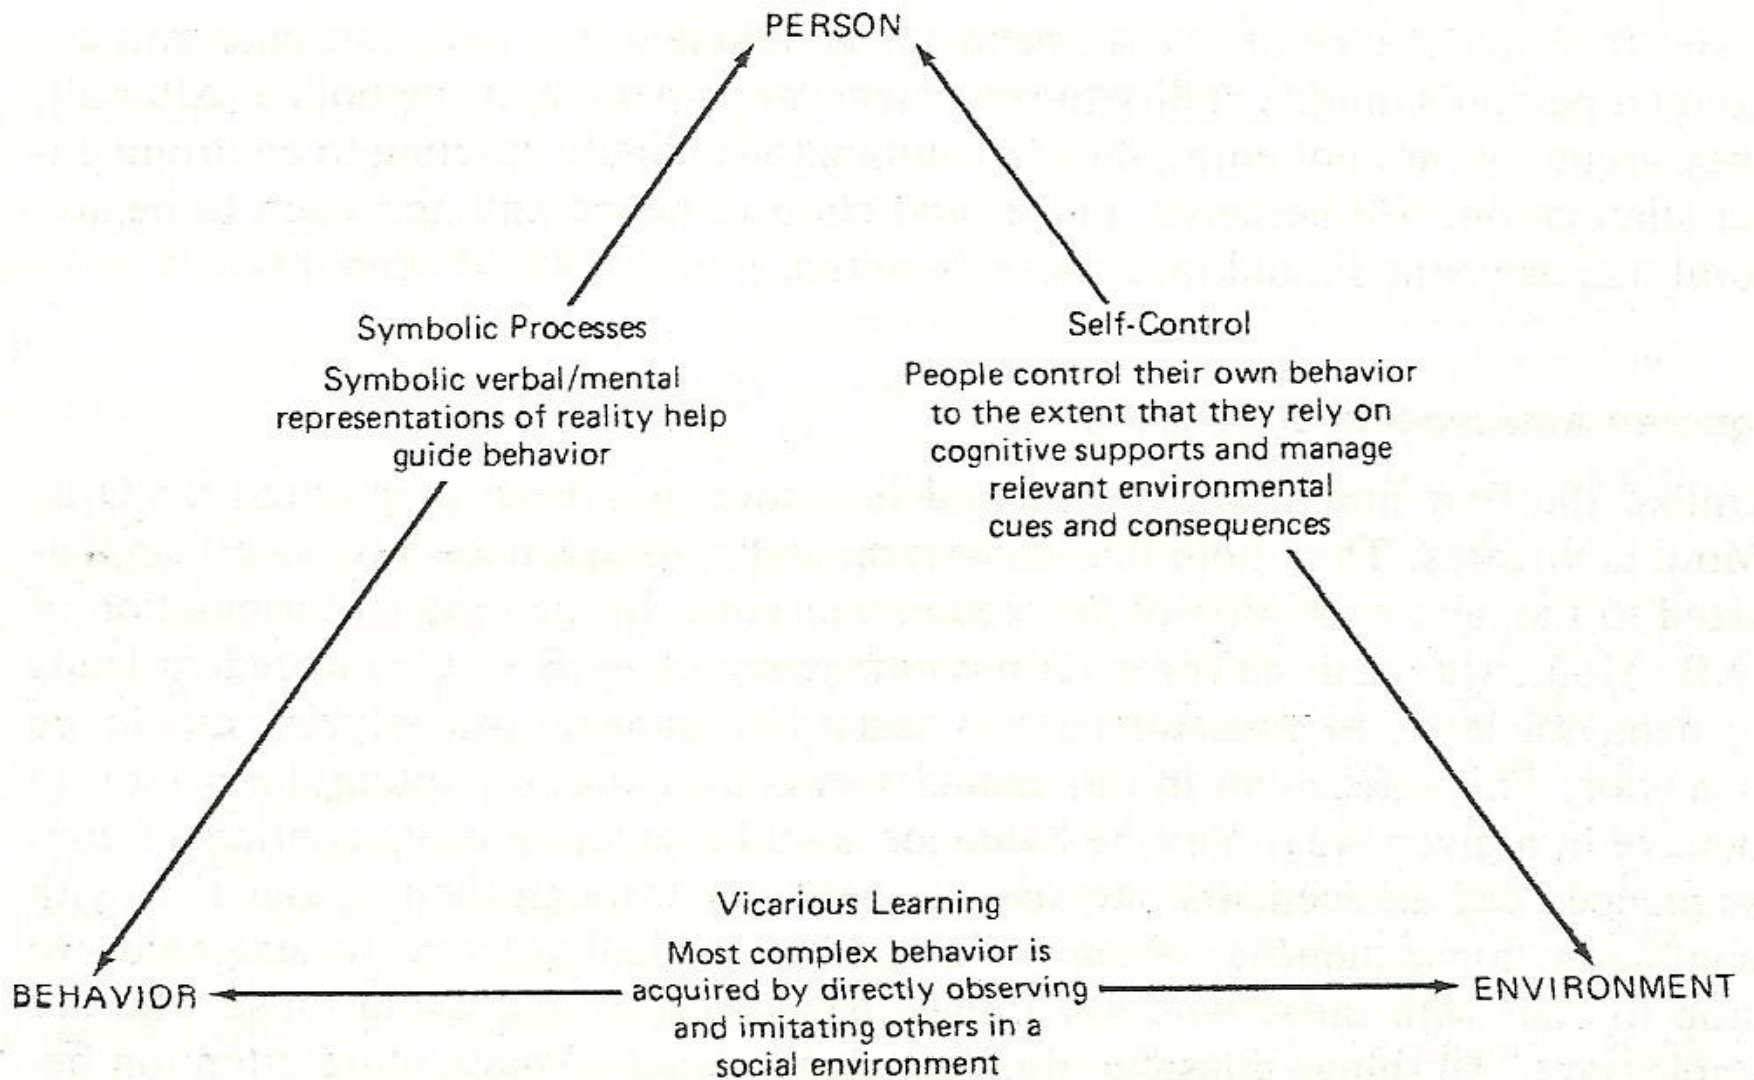 PERSON
Symbolic Processes
Symbolic verbal/mental
representations of reality help
guide behavior
Self-Control
People control their own behavior
to the extent that they rely on
cognitive supports and manage
relevant environmental
cues and consequences
Vicarious Learning
Most complex behavior is
acquired by directly observing
and imitating others in a
social environment
BEHAVIOR
ENVIRONMENT